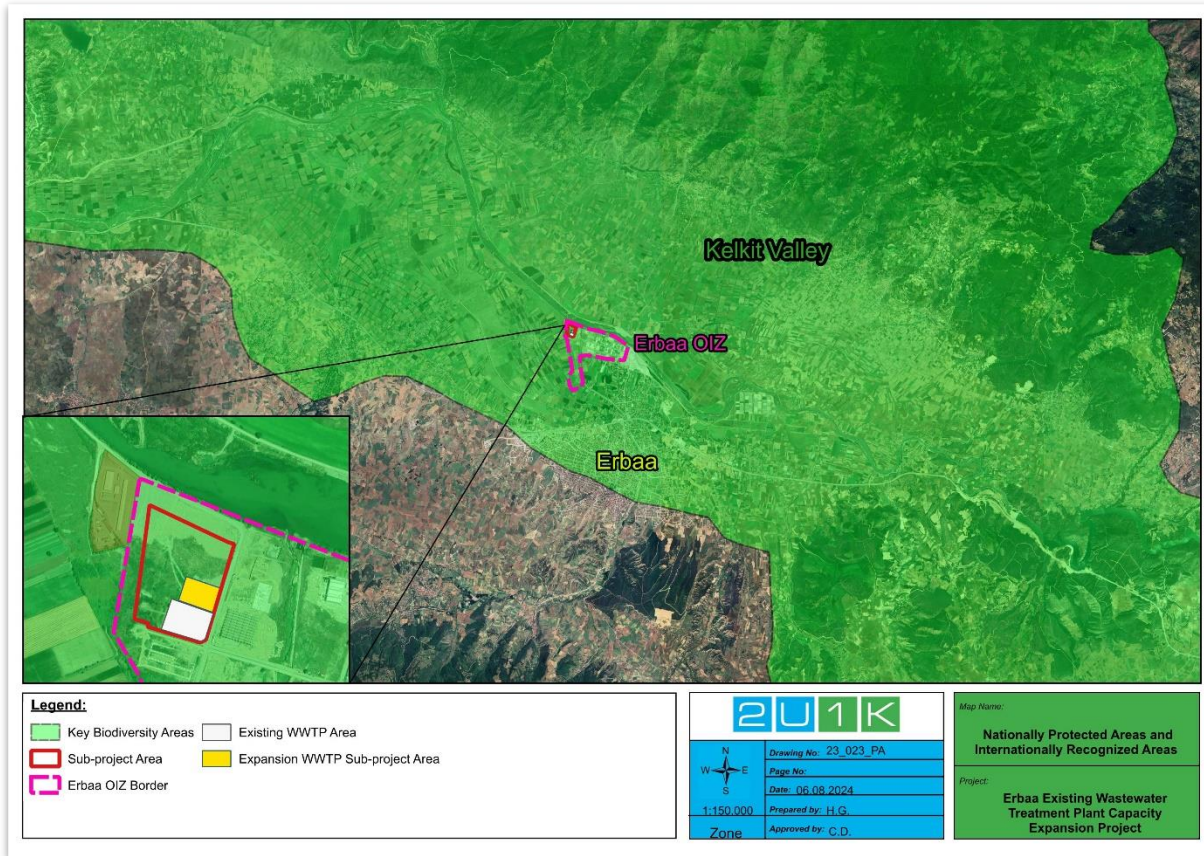 Kelkit Valley
Erbaa OIZ
Erbaa
Legend:
Key Biodiversity Areas
Existing WWTP Area
Sub-project Area
Expansion WWTP Sub-project Area
Erbaa OIZ Border
2U1K
N
W E
S
1:150.000
Zone
Drawing No: 23_023_PA
Page No:
Date: 06.08.2024
Prepared by: H.G.
Approved by: C.D.
Map Name:
Nationally Protected Areas and
Internationally Recognized Areas
Project:
Erbaa Existing Wastewater
Treatment Plant Capacity
Expansion Project